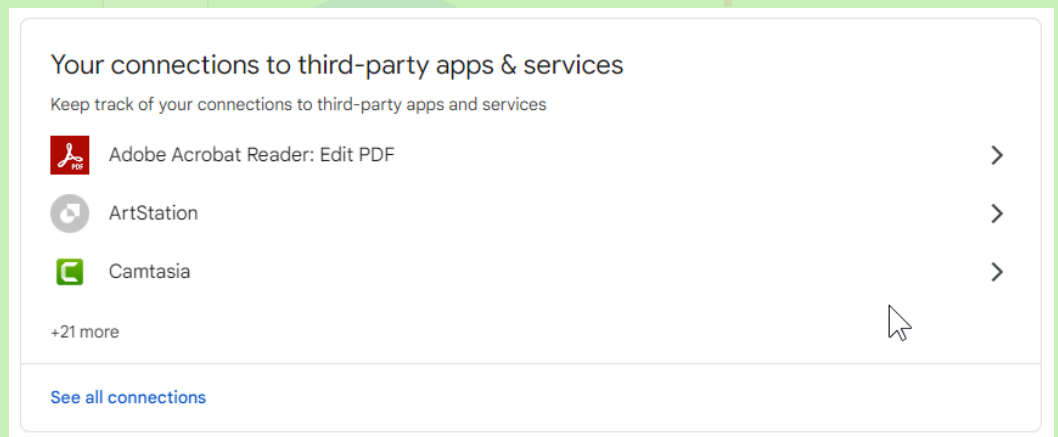 Your connections to third-party apps & services
Keep track of your connections to third-party apps and services
PDF
Adobe Acrobat Reader: Edit PDF
ArtStation
Camtasia
+21 more
See all connections